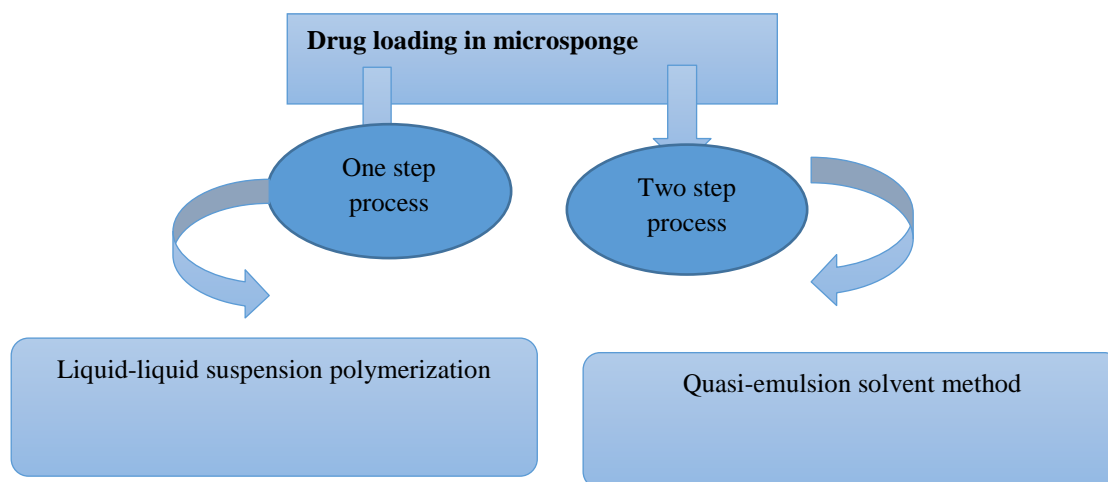 Drug loading in microsponge
One step
process
Two step
process
Liquid-liquid suspension polymerization
Quasi-emulsion solvent method